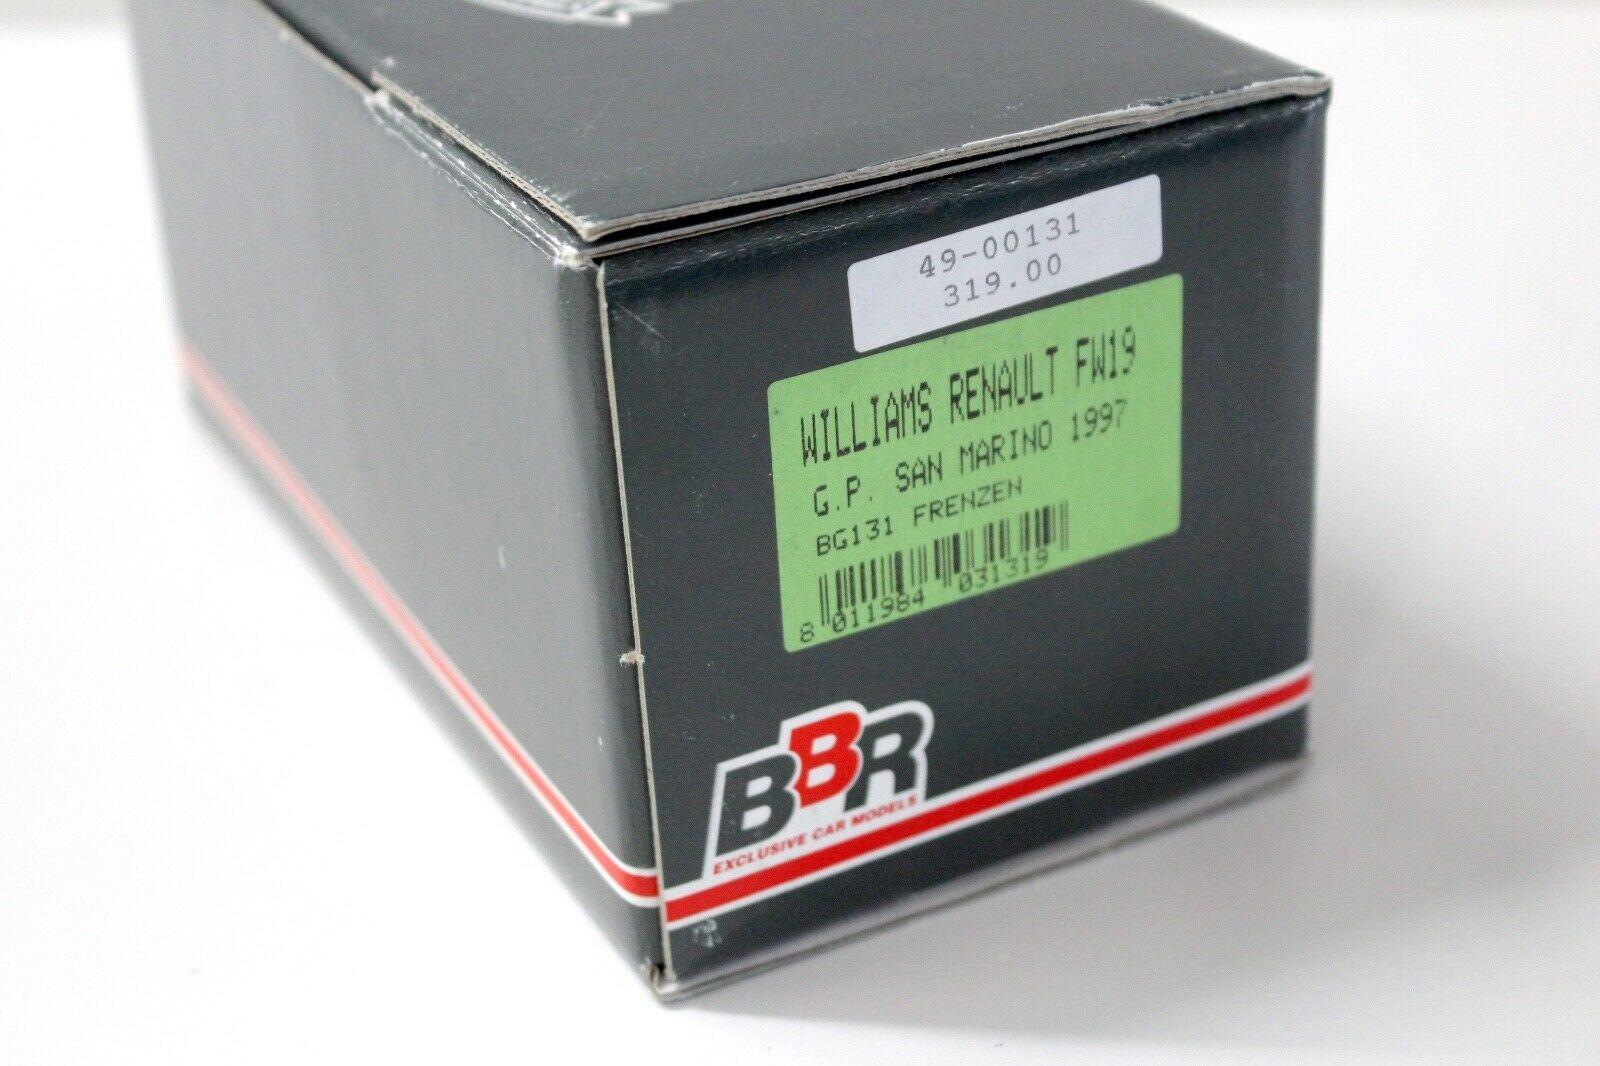 49-00131
319.00
WILLIAMS RENAULT FW19
G.P. SAN MARINO 1997
BG131 FRENZEN
8 011984 031319
BBR
EXCLUSIVE CAR MODELS